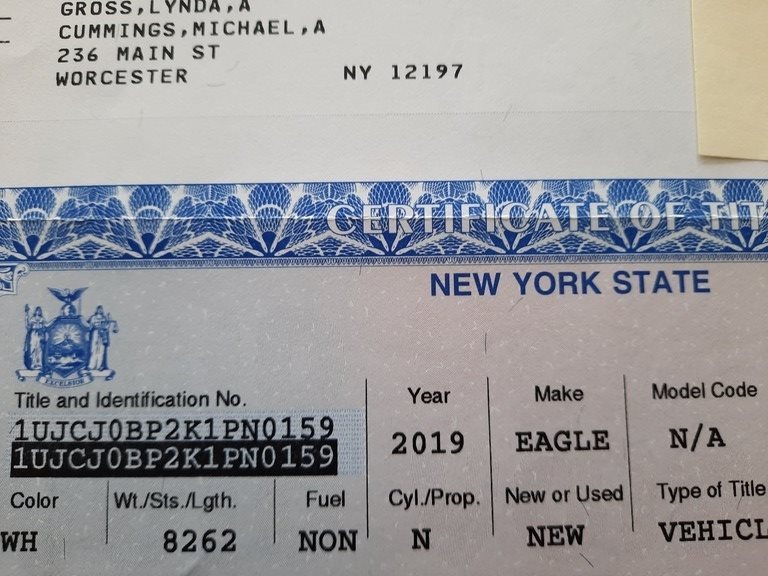 GROSS,LYNDA,A
CUMMINGS,MICHAEL,A
236 MAIN ST
WORCESTER NY 12197
CERTIFICATE OF TIT
NEW YORK STATE
EXCELSIOR
Title and Identification No. Year Make Model Code
1UJCJ0BP2K1PN0159
1UJCJ0BP2K1PN0159 2019 EAGLE N/A
Color Wt./Sts./Lgth. Fuel Cyl./Prop. New or Used Type of Title
WH 8262 NON N NEW VEHICL